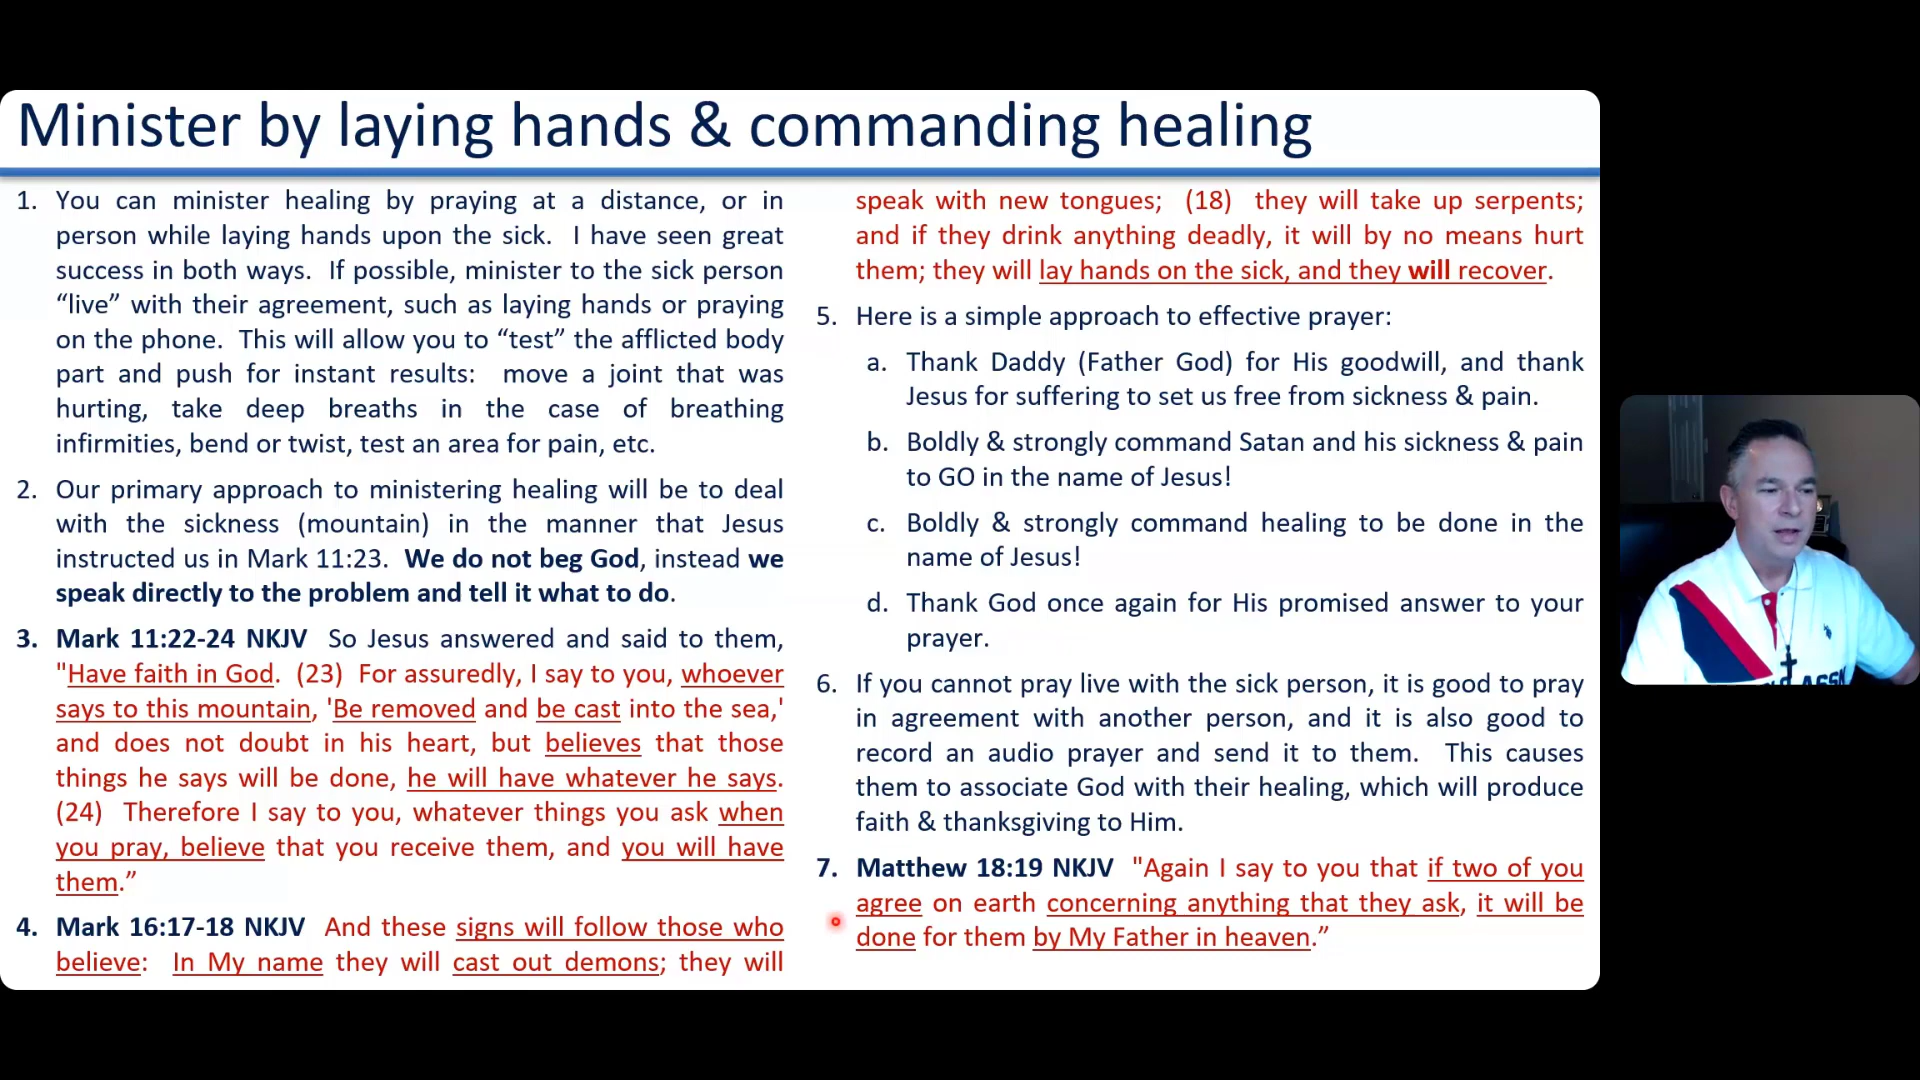 Minister by laying hands & commanding healing
1. You can minister healing by praying at a distance, or in
person while laying hands upon the sick. I have seen great
success in both ways. If possible, minister to the sick person
“live” with their agreement, such as laying hands or praying
on the phone. This will allow you to “test” the afflicted body
part and push for instant results: move a joint that was
hurting, take deep breaths in the case of breathing
infirmities, bend or twist, test an area for pain, etc.
2. Our primary approach to ministering healing will be to deal
with the sickness (mountain) in the manner that Jesus
instructed us in Mark 11:23. We do not beg God, instead we
speak directly to the problem and tell it what to do.
3. Mark 11:22-24 NKJV So Jesus answered and said to them,
"Have faith in God. (23) For assuredly, I say to you, whoever
says to this mountain, 'Be removed and be cast into the sea,'
and does not doubt in his heart, but believes that those
things he says will be done, he will have whatever he says.
(24) Therefore I say to you, whatever things you ask when
you pray, believe that you receive them, and you will have
them.”
4. Mark 16:17-18 NKJV And these signs will follow those who
believe: In My name they will cast out demons; they will
speak with new tongues; (18) they will take up serpents;
and if they drink anything deadly, it will by no means hurt
them; they will lay hands on the sick, and they will recover.
5. Here is a simple approach to effective prayer:
a. Thank Daddy (Father God) for His goodwill, and thank
Jesus for suffering to set us free from sickness & pain.
b. Boldly & strongly command Satan and his sickness & pain
to GO in the name of Jesus!
c. Boldly & strongly command healing to be done in the
name of Jesus!
d. Thank God once again for His promised answer to your
prayer.
6. If you cannot pray live with the sick person, it is good to pray
in agreement with another person, and it is also good to
record an audio prayer and send it to them. This causes
them to associate God with their healing, which will produce
faith & thanksgiving to Him.
7. Matthew 18:19 NKJV "Again I say to you that if two of you
agree on earth concerning anything that they ask, it will be
done for them by My Father in heaven.”